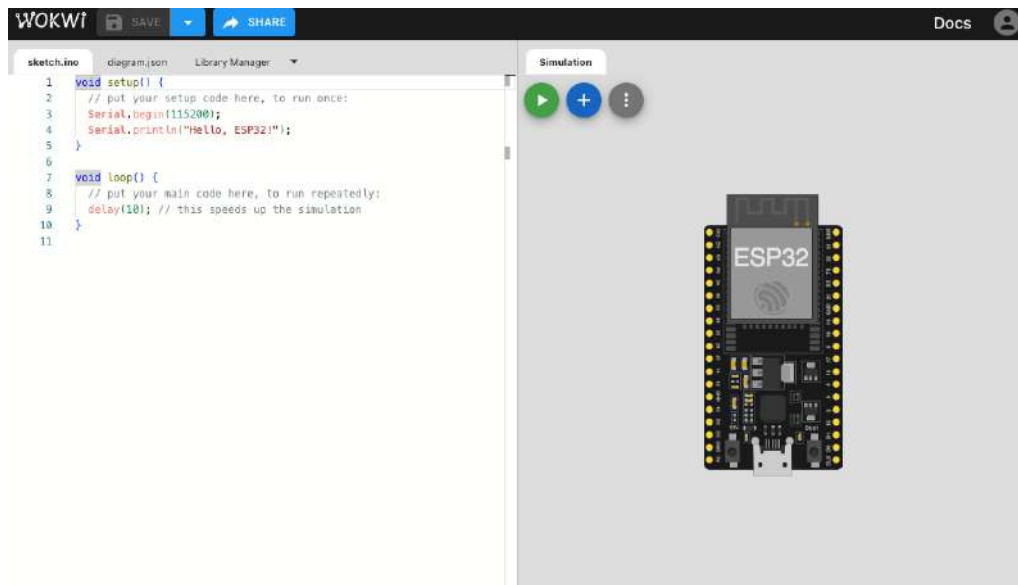 WOKWI SAVE SHARE Docs
sketch.ino diagram.json Library Manager
Simulation
1 void setup() {
2 // put your setup code here, to run once:
3 Serial.begin(115200);
4 Serial.println("Hello, ESP32!");
5 }
6
7 void loop() {
8 // put your main code here, to run repeatedly:
9 delay(10); // this speeds up the simulation
10 }
11
ESP32